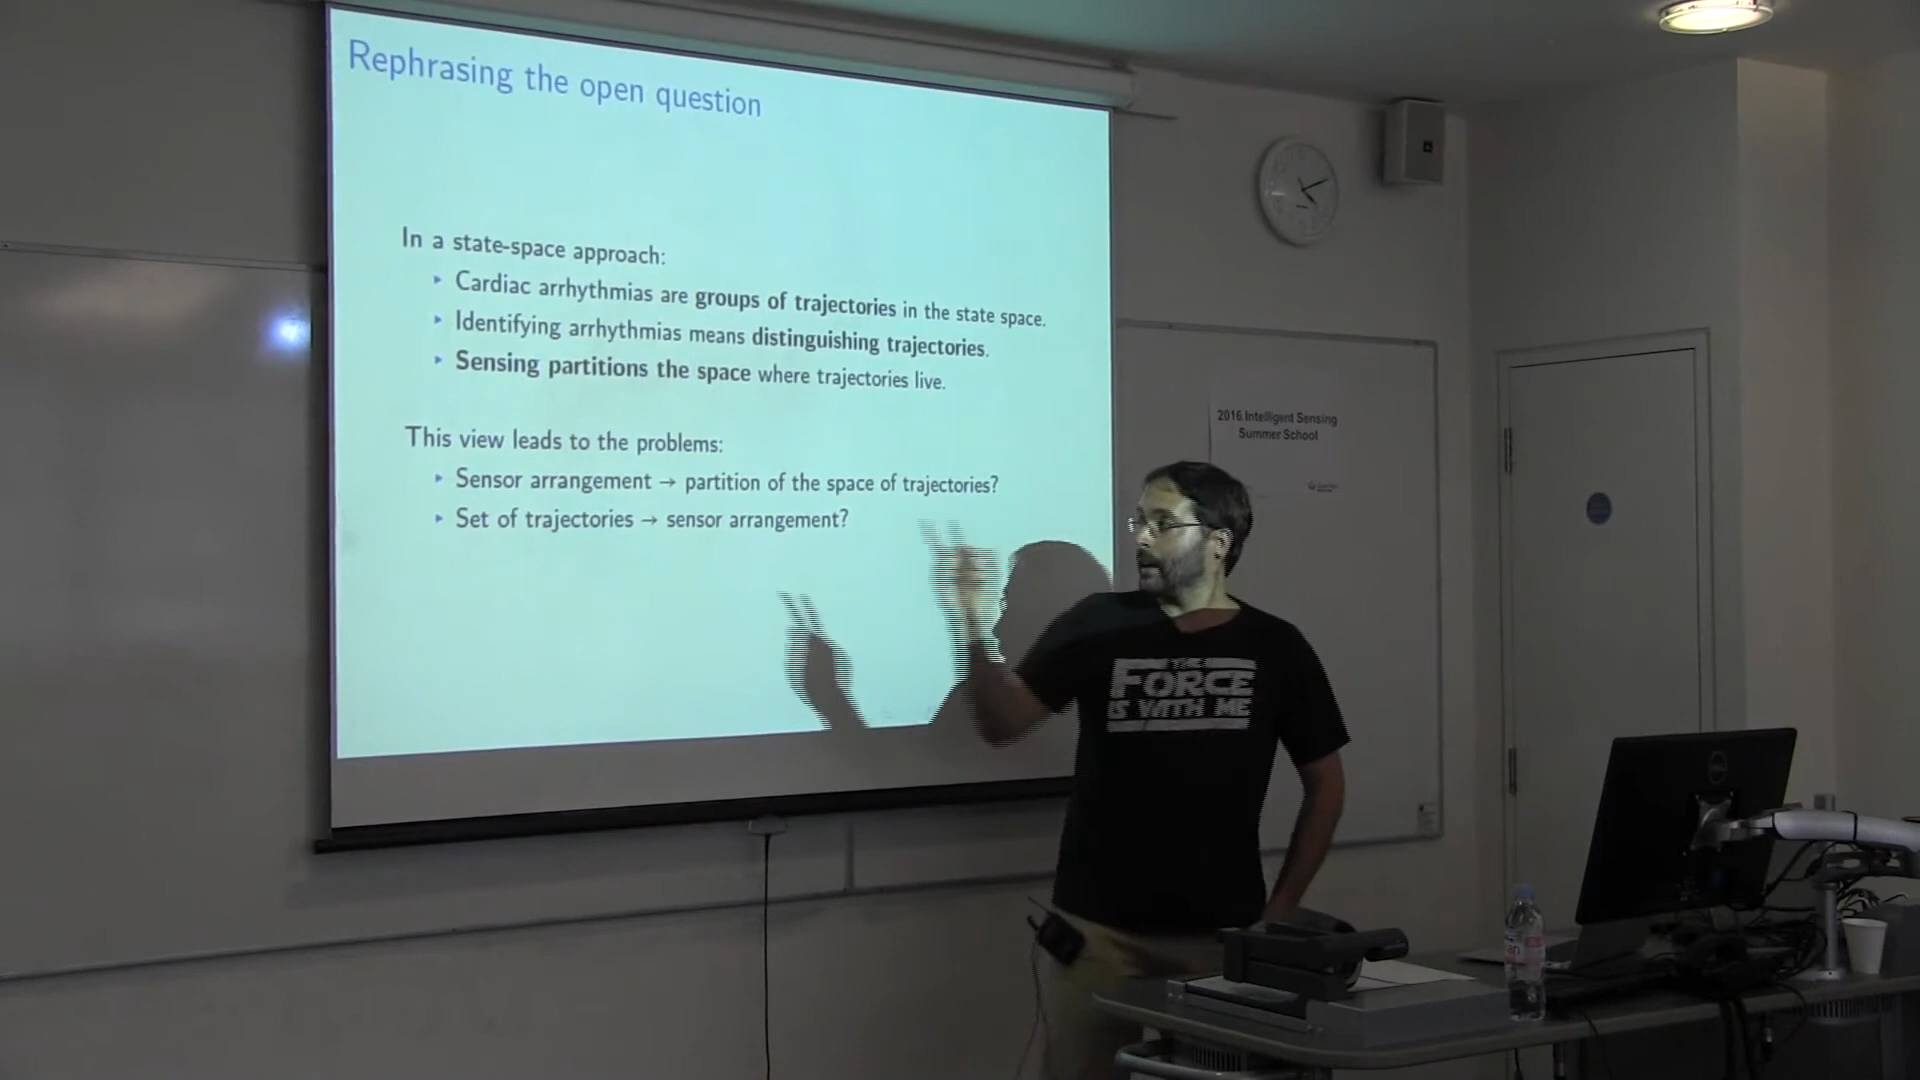 Rephrasing the open question
In a state-space approach:
Cardiac arrhythmias are groups of trajectories in the state space.
Identifying arrhythmias means distinguishing trajectories.
Sensing partitions the space where trajectories live.
This view leads to the problems:
Sensor arrangement → partition of the space of trajectories?
Set of trajectories → sensor arrangement?
2016 Intelligent Sensing
Summer School
THE
FORCE
IS WITH ME